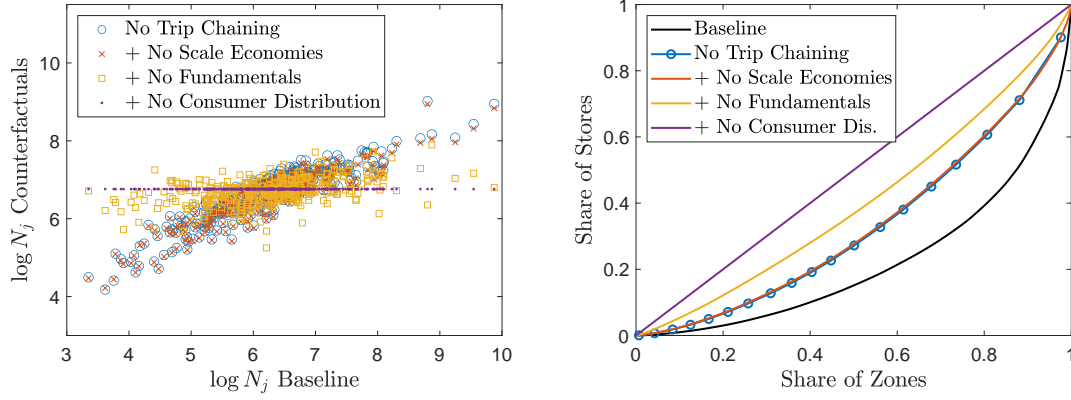 11
9
6
4
3
4
5
6
7
8
9
10
log N_j Counterfactuals
log N_j Baseline
No Trip Chaining
+ No Scale Economies
+ No Fundamentals
+ No Consumer Distribution
1
0.8
0.6
0.4
0.2
0
0
0.2
0.4
0.6
0.8
1
Share of Stores
Share of Zones
Baseline
No Trip Chaining
+ No Scale Economies
+ No Fundamentals
+ No Consumer Dis.